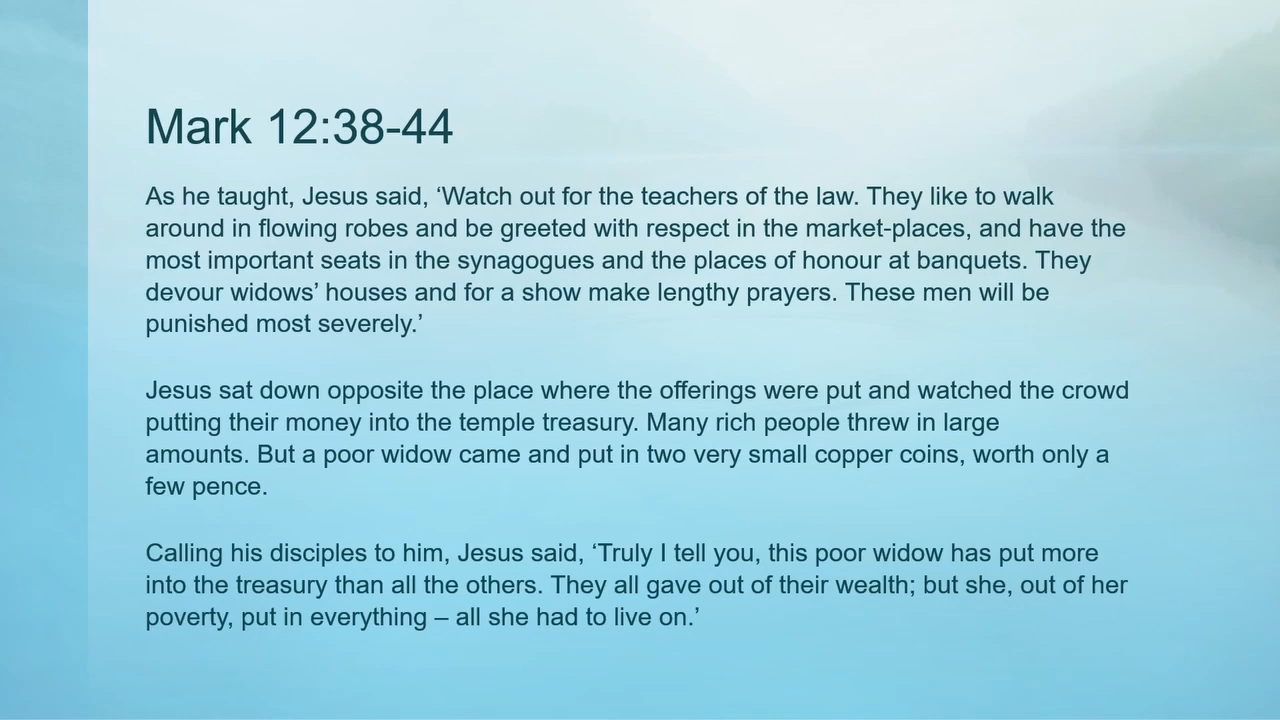 Mark 12:38-44
As he taught, Jesus said, ‘Watch out for the teachers of the law. They like to walk
around in flowing robes and be greeted with respect in the market-places, and have the
most important seats in the synagogues and the places of honour at banquets. They
devour widows’ houses and for a show make lengthy prayers. These men will be
punished most severely.’
Jesus sat down opposite the place where the offerings were put and watched the crowd
putting their money into the temple treasury. Many rich people threw in large
amounts. But a poor widow came and put in two very small copper coins, worth only a
few pence.
Calling his disciples to him, Jesus said, ‘Truly I tell you, this poor widow has put more
into the treasury than all the others. They all gave out of their wealth; but she, out of her
poverty, put in everything – all she had to live on.’